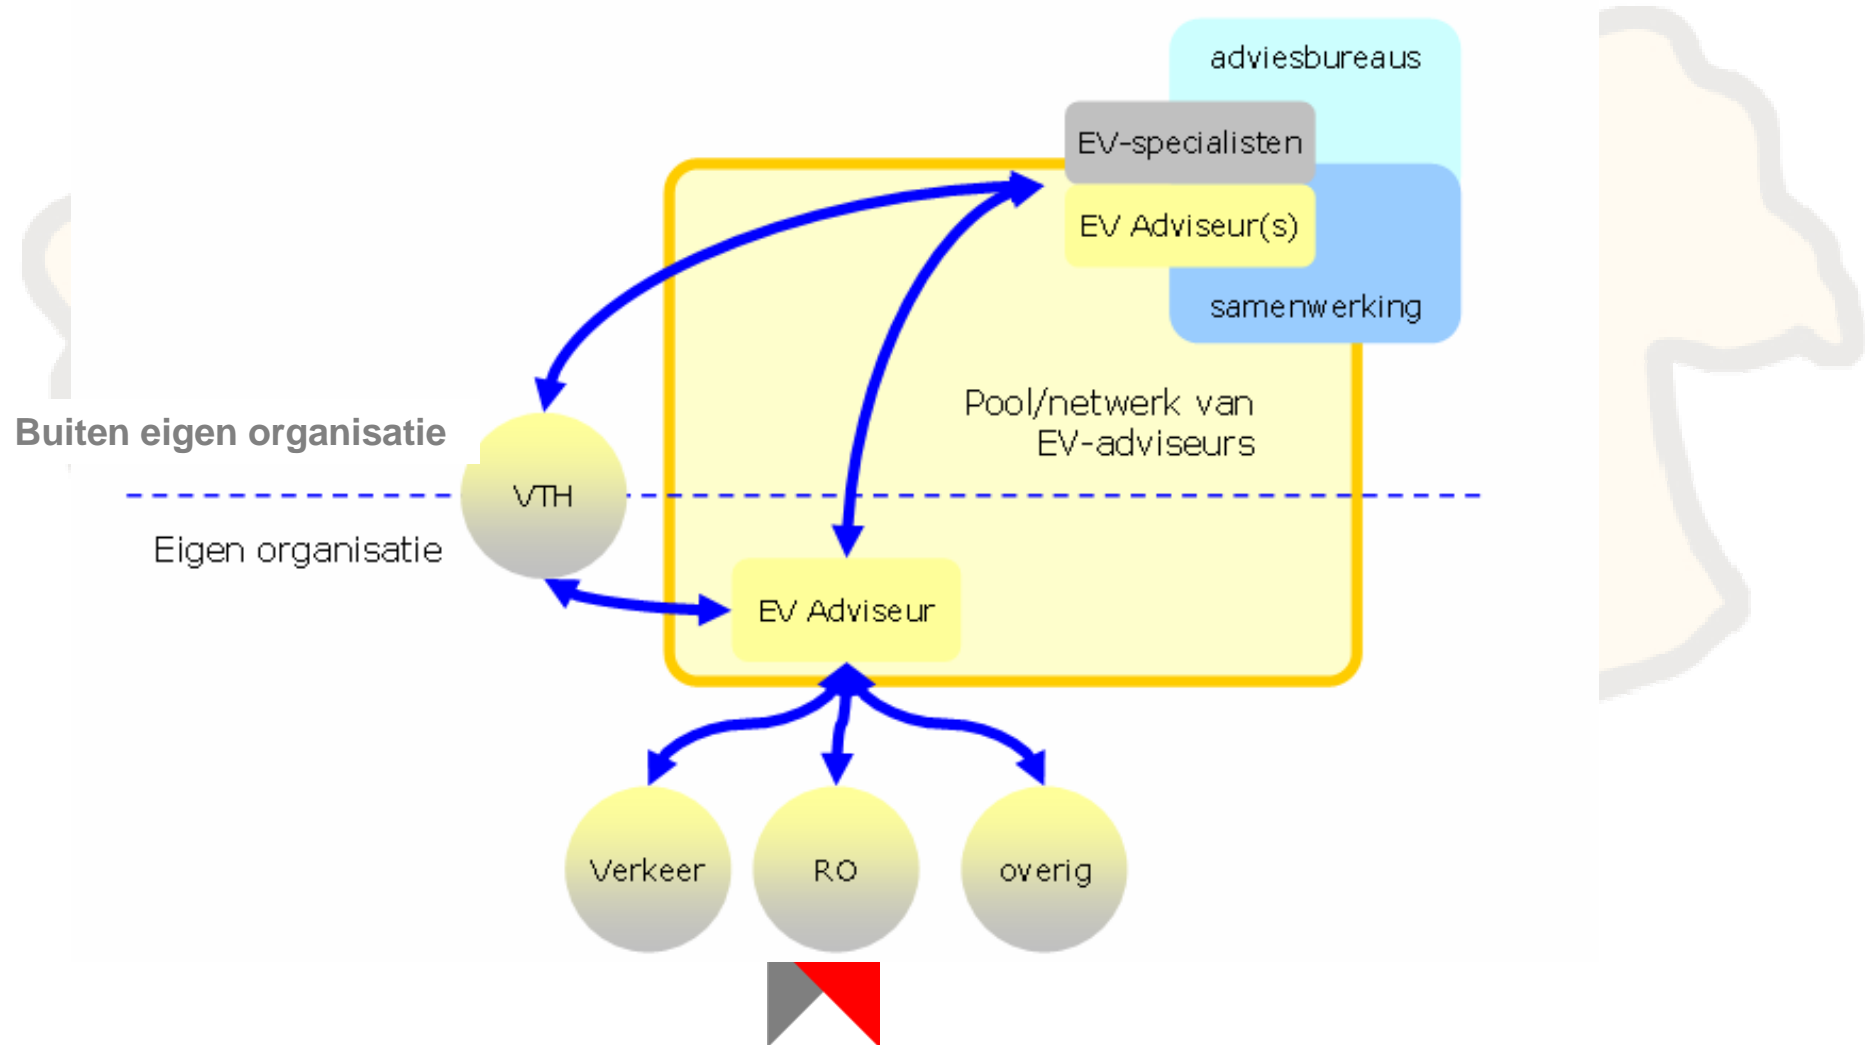 adviesbureaus
EV-specialisten
EV Adviseur(s)
samenwerking
Pool/netwerk van
EV-adviseurs
Buiten eigen organisatie
VTH
Eigen organisatie
EV Adviseur
Verkeer
RO
overig